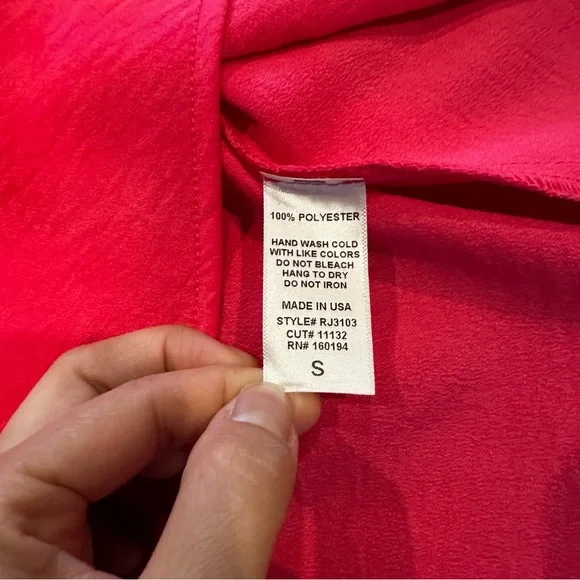 100% POLYESTER
HAND WASH COLD
WITH LIKE COLORS
DO NOT BLEACH
HANG TO DRY
DO NOT IRON
MADE IN USA
STYLE# RJ3103
CUT# 11132
RN# 160194
S